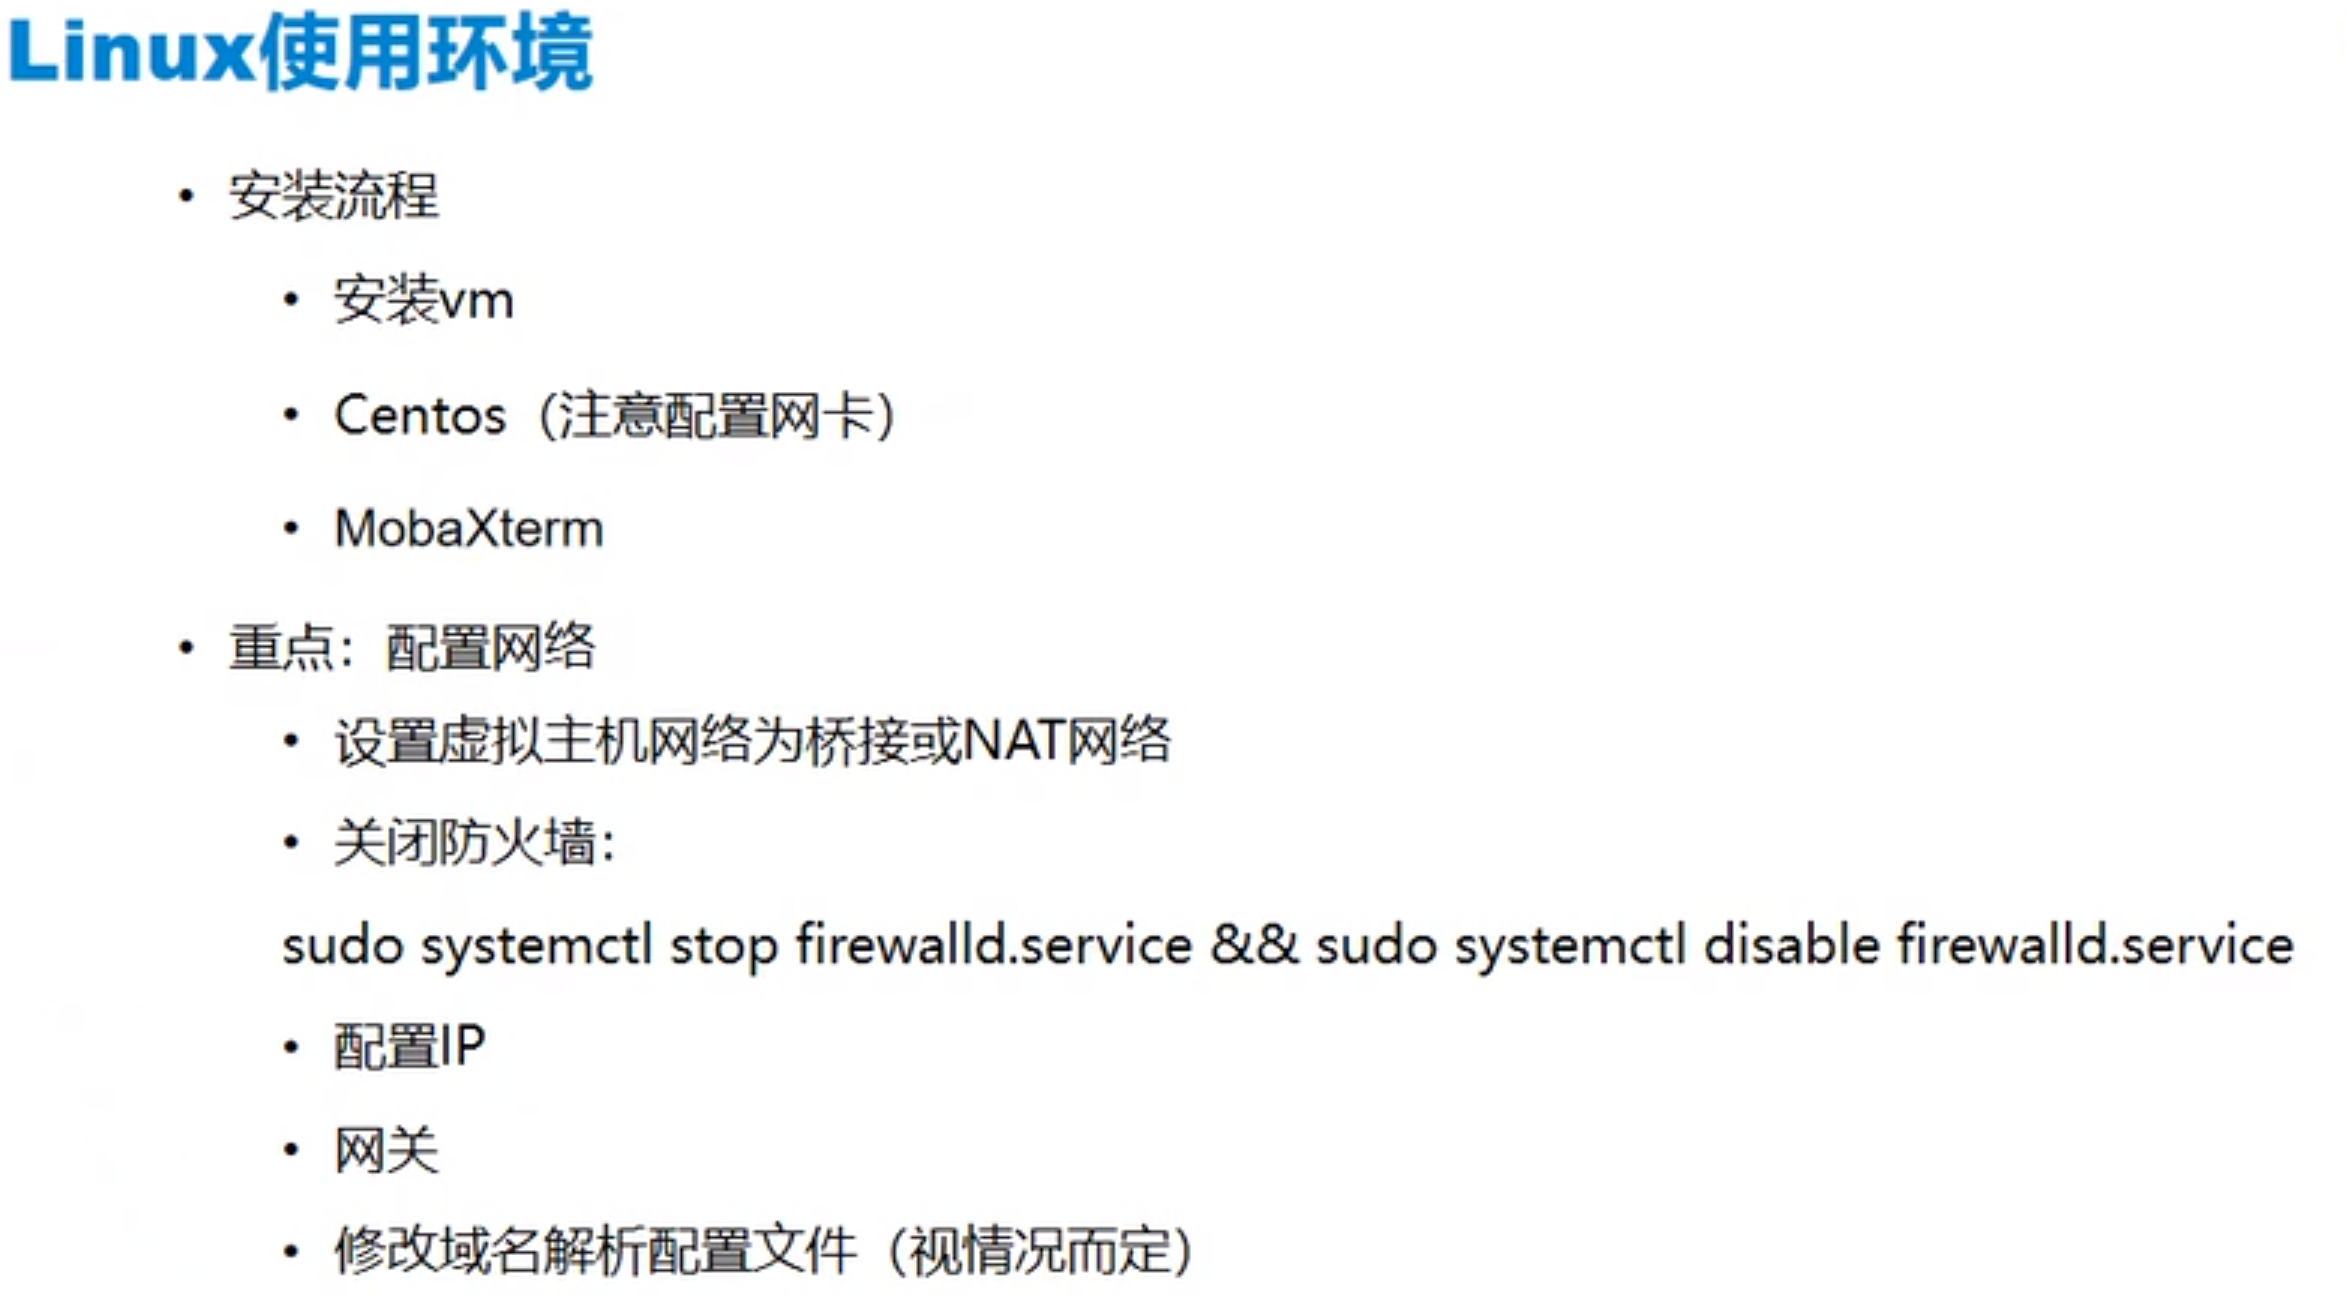 Linux使用环境
• 安装流程
• 安装vm
• Centos（注意配置网卡）
• MobaXterm
• 重点：配置网络
• 设置虚拟主机网络为桥接或NAT网络
• 关闭防火墙：
sudo systemctl stop firewalld.service && sudo systemctl disable firewalld.service
• 配置IP
• 网关
• 修改域名解析配置文件（视情况而定）